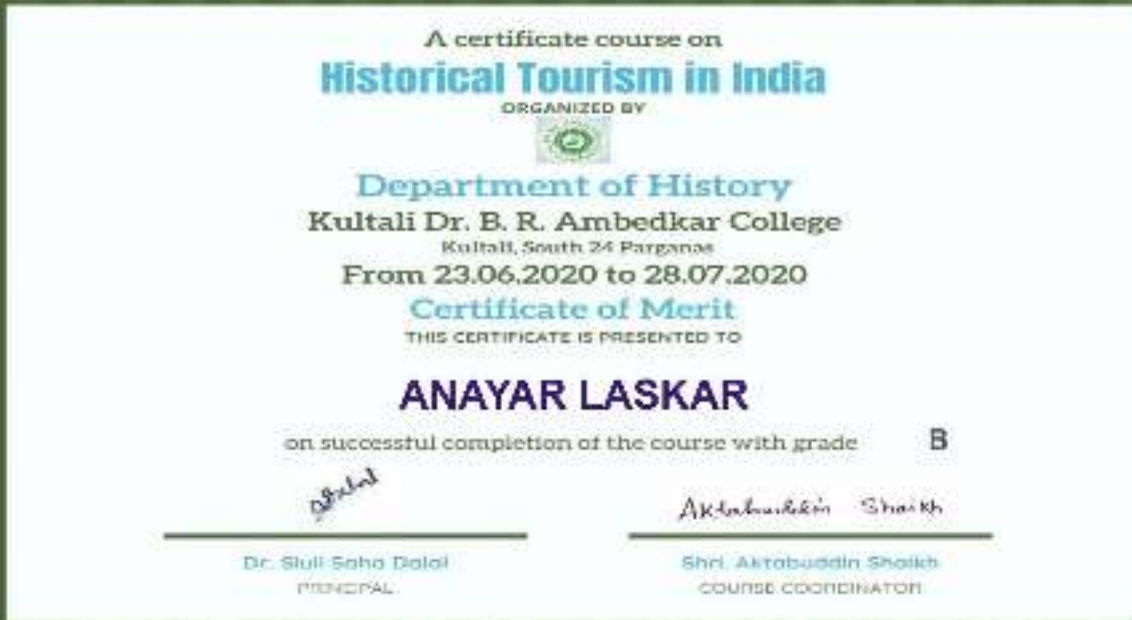 A certificate course on
Historical Tourism in India
ORGANIZED BY
Department of History
Kultali Dr. B. R. Ambedkar College
Kultali, South 24 Parganas
From 23.06.2020 to 28.07.2020
Certificate of Merit
THIS CERTIFICATE IS PRESENTED TO
ANAYAR LASKAR
on successful completion of the course with grade B
Aktabuddin Shaikh
Dr. Siuli Saha Dalal Shri. Aktabuddin Shaikh
PRINCIPAL COURSE COORDINATOR